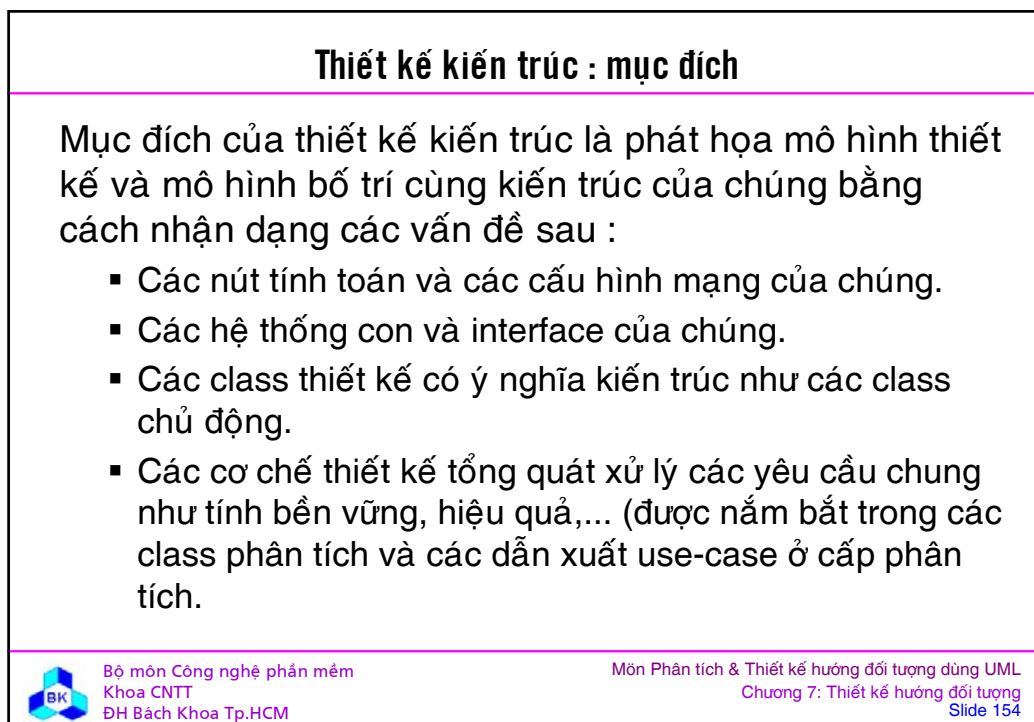 Thiết kế kiến trúc : mục đích
Mục đích của thiết kế kiến trúc là phát họa mô hình thiết
kế và mô hình bố trí cùng kiến trúc của chúng bằng
cách nhận dạng các vấn đề sau :
▪ Các nút tính toán và các cấu hình mạng của chúng.
▪ Các hệ thống con và interface của chúng.
▪ Các class thiết kế có ý nghĩa kiến trúc như các class
chủ động.
▪ Các cơ chế thiết kế tổng quát xử lý các yêu cầu chung
như tính bền vững, hiệu quả,... (được nắm bắt trong các
class phân tích và các dẫn xuất use-case ở cấp phân
tích.
BK
Bộ môn Công nghệ phần mềm
Khoa CNTT
ĐH Bách Khoa Tp.HCM
Môn Phân tích & Thiết kế hướng đối tượng dùng UML
Chương 7: Thiết kế hướng đối tượng
Slide 154